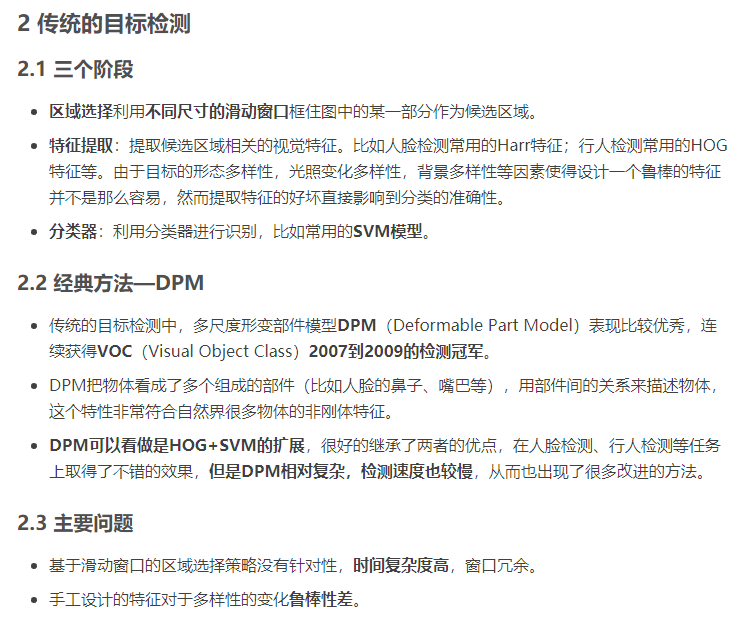 2 传统的目标检测
2.1 三个阶段
区域选择利用不同尺寸的滑动窗口框住图中的某一部分作为候选区域。
特征提取：提取候选区域相关的视觉特征。比如人脸检测常用的Harr特征；行人检测常用的HOG
特征等。由于目标的形态多样性，光照变化多样性，背景多样性等因素使得设计一个鲁棒的特征
并不是那么容易，然而提取特征的好坏直接影响到分类的准确性。
分类器：利用分类器进行识别，比如常用的SVM模型。
2.2 经典方法—DPM
传统的目标检测中，多尺度形变部件模型DPM（Deformable Part Model）表现比较优秀，连
续获得VOC（Visual Object Class）2007到2009的检测冠军。
DPM把物体看成了多个组成的部件（比如人脸的鼻子、嘴巴等），用部件间的关系来描述物体，
这个特性非常符合自然界很多物体的非刚体特征。
DPM可以看做是HOG+SVM的扩展，很好的继承了两者的优点，在人脸检测、行人检测等任务
上取得了不错的效果，但是DPM相对复杂，检测速度也较慢，从而也出现了很多改进的方法。
2.3 主要问题
基于滑动窗口的区域选择策略没有针对性，时间复杂度高，窗口冗余。
手工设计的特征对于多样性的变化鲁棒性差。